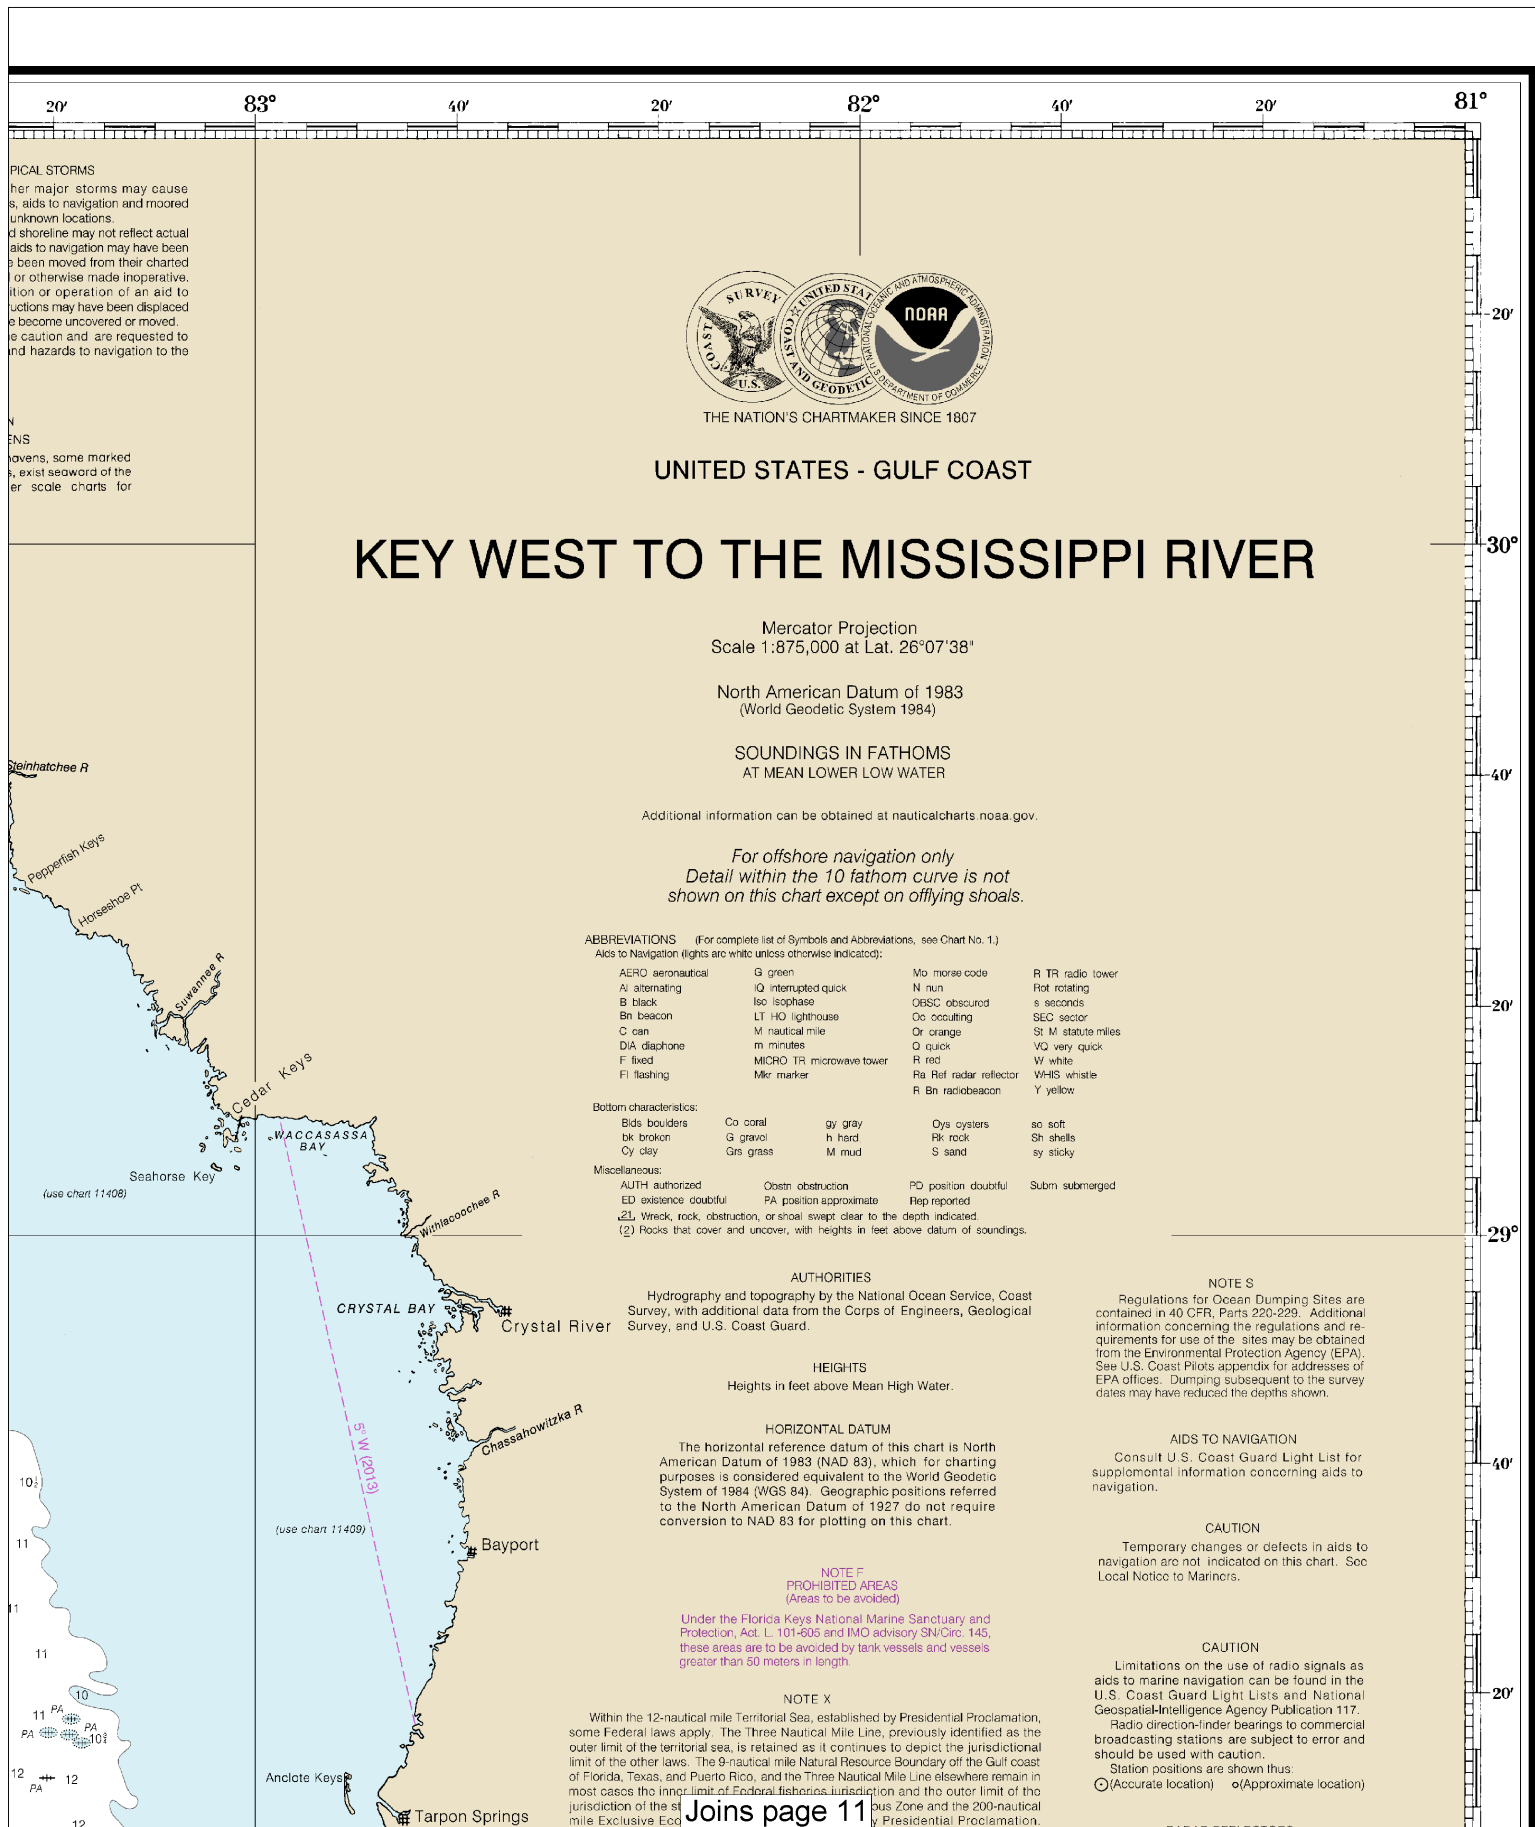 20'
83°
40'
20'
82°
40'
20'
81°
PICAL STORMS
her major storms may cause
s, aids to navigation and moored
unknown locations.
d shoreline may not reflect actual
aids to navigation may have been
e been moved from their charted
l or otherwise made inoperative.
ition or operation of an aid to
ructions may have been displaced
e become uncovered or moved.
e caution and are requested to
and hazards to navigation to the
N
ENS
havens, some marked
s, exist seaward of the
er scale charts for
COAST SURVEY U.S.
UNITED STAT COAST AND GEODETIC
NATIONAL OCEANIC AND ATMOSPHERIC ADMINISTRATION
NOAA
U.S. DEPARTMENT OF COMMERCE
THE NATION'S CHARTMAKER SINCE 1807
UNITED STATES - GULF COAST
KEY WEST TO THE MISSISSIPPI RIVER
Mercator Projection
Scale 1:875,000 at Lat. 26°07'38"
North American Datum of 1983
(World Geodetic System 1984)
SOUNDINGS IN FATHOMS
AT MEAN LOWER LOW WATER
Additional information can be obtained at nauticalcharts.noaa.gov.
For offshore navigation only
Detail within the 10 fathom curve is not
shown on this chart except on offlying shoals.
20'
30°
40'
20'
29°
40'
20'
ABBREVIATIONS (For complete list of Symbols and Abbreviations, see Chart No. 1.)
Aids to Navigation (lights are white unless otherwise indicated):
AERO aeronautical G green Mo morse code R TR radio tower
Al alternating IQ interrupted quick N nun Rot rotating
B black Iso isophase OBSC obscured s seconds
Bn beacon LT HO lighthouse Oc occulting SEC sector
C can M nautical mile Or orange St M statute miles
DIA diaphone m minutes Q quick VQ very quick
F fixed MICRO TR microwave tower R red W white
Fl flashing Mkr marker Ra Ref radar reflector WHIS whistle
R Bn radiobeacon Y yellow
Bottom characteristics:
Blds boulders Co coral gy gray Oys oysters so soft
bk broken G gravel h hard Rk rock Sh shells
Cy clay Grs grass M mud S sand sy sticky
Miscellaneous:
AUTH authorized Obstn obstruction PD position doubtful Subm submerged
ED existence doubtful PA position approximate Rep reported
21, Wreck, rock, obstruction, or shoal swept clear to the depth indicated.
(2) Rocks that cover and uncover, with heights in feet above datum of soundings.
AUTHORITIES
Hydrography and topography by the National Ocean Service, Coast
Survey, with additional data from the Corps of Engineers, Geological
Survey, and U.S. Coast Guard.
HEIGHTS
Heights in feet above Mean High Water.
HORIZONTAL DATUM
The horizontal reference datum of this chart is North
American Datum of 1983 (NAD 83), which for charting
purposes is considered equivalent to the World Geodetic
System of 1984 (WGS 84). Geographic positions referred
to the North American Datum of 1927 do not require
conversion to NAD 83 for plotting on this chart.
NOTE F
PROHIBITED AREAS
(Areas to be avoided)
Under the Florida Keys National Marine Sanctuary and
Protection, Act. L. 101-605 and IMO advisory SN/Circ. 145,
these areas are to be avoided by tank vessels and vessels
greater than 50 meters in length.
NOTE X
Within the 12-nautical mile Territorial Sea, established by Presidential Proclamation,
some Federal laws apply. The Three Nautical Mile Line, previously identified as the
outer limit of the territorial sea, is retained as it continues to depict the jurisdictional
limit of the other laws. The 9-nautical mile Natural Resource Boundary off the Gulf coast
of Florida, Texas, and Puerto Rico, and the Three Nautical Mile Line elsewhere remain in
most cases the inner limit of Federal fisheries jurisdiction and the outer limit of the
jurisdiction of the st ous Zone and the 200-nautical
mile Exclusive Eco y Presidential Proclamation.
Joins page 11
NOTE S
Regulations for Ocean Dumping Sites are
contained in 40 CFR, Parts 220-229. Additional
information concerning the regulations and re-
quirements for use of the sites may be obtained
from the Environmental Protection Agency (EPA).
See U.S. Coast Pilots appendix for addresses of
EPA offices. Dumping subsequent to the survey
dates may have reduced the depths shown.
AIDS TO NAVIGATION
Consult U.S. Coast Guard Light List for
supplemental information concerning aids to
navigation.
CAUTION
Temporary changes or defects in aids to
navigation are not indicated on this chart. See
Local Notice to Mariners.
CAUTION
Limitations on the use of radio signals as
aids to marine navigation can be found in the
U.S. Coast Guard Light Lists and National
Geospatial-Intelligence Agency Publication 117.
Radio direction-finder bearings to commercial
broadcasting stations are subject to error and
should be used with caution.
Station positions are shown thus:
(Accurate location) o(Approximate location)
Steinhatchee R
Pepperfish Keys
Horseshoe Pt
Suwannee R
Cedar Keys
WACCASASSA
BAY
Seahorse Key
(use chart 11408)
Withlacoochee R
CRYSTAL BAY
Crystal River
Chassahowitzka R
5° W (2013)
(use chart 11409)
Bayport
Anclote Keys
Tarpon Springs
10½
11
11
11
10
11
PA
PA
PA
10¾
12
PA
12
12